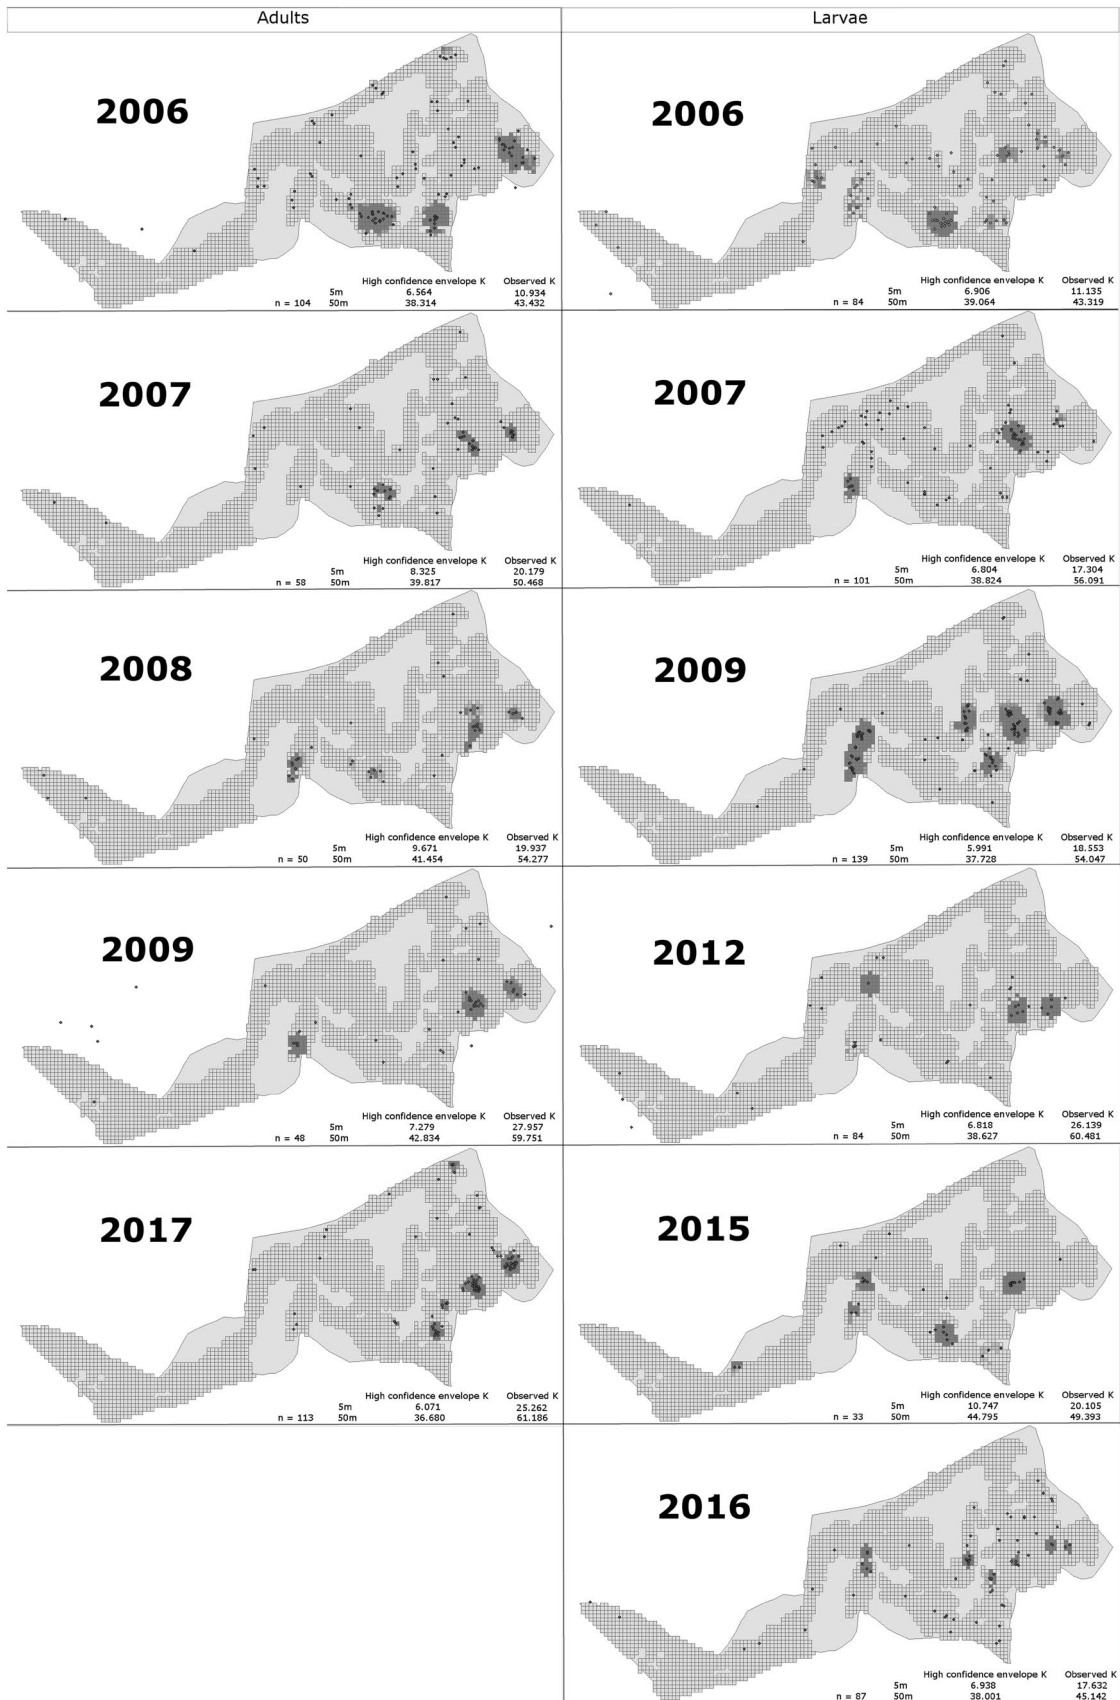 Adults
Larvae
2006
High confidence envelope K Observed K
5m 6.564 10.934
n = 104 50m 38.314 43.432
2006
High confidence envelope K Observed K
5m 6.906 11.135
n = 84 50m 39.064 43.319
2007
High confidence envelope K Observed K
5m 8.325 20.179
n = 58 50m 39.817 50.468
2007
High confidence envelope K Observed K
5m 6.804 17.304
n = 101 50m 38.824 56.091
2008
High confidence envelope K Observed K
5m 9.671 19.937
n = 50 50m 41.454 54.277
2009
High confidence envelope K Observed K
5m 5.991 18.553
n = 139 50m 37.728 54.047
2009
High confidence envelope K Observed K
5m 7.279 27.957
n = 48 50m 42.834 59.751
2012
High confidence envelope K Observed K
5m 6.818 26.139
n = 84 50m 38.627 60.481
2017
High confidence envelope K Observed K
5m 6.071 25.262
n = 113 50m 36.680 61.186
2015
High confidence envelope K Observed K
5m 10.747 20.105
n = 33 50m 44.795 49.393
2016
High confidence envelope K Observed K
5m 6.938 17.632
n = 87 50m 38.001 45.142